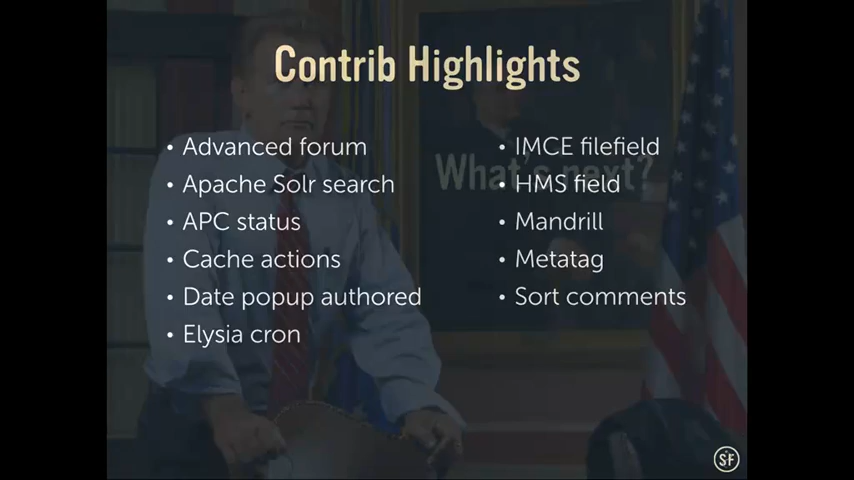 Contrib Highlights
• Advanced forum
• Apache Solr search
• APC status
• Cache actions
• Date popup authored
• Elysia cron
• IMCE filefield
• HMS field
• Mandrill
• Metatag
• Sort comments
What's next?
SF